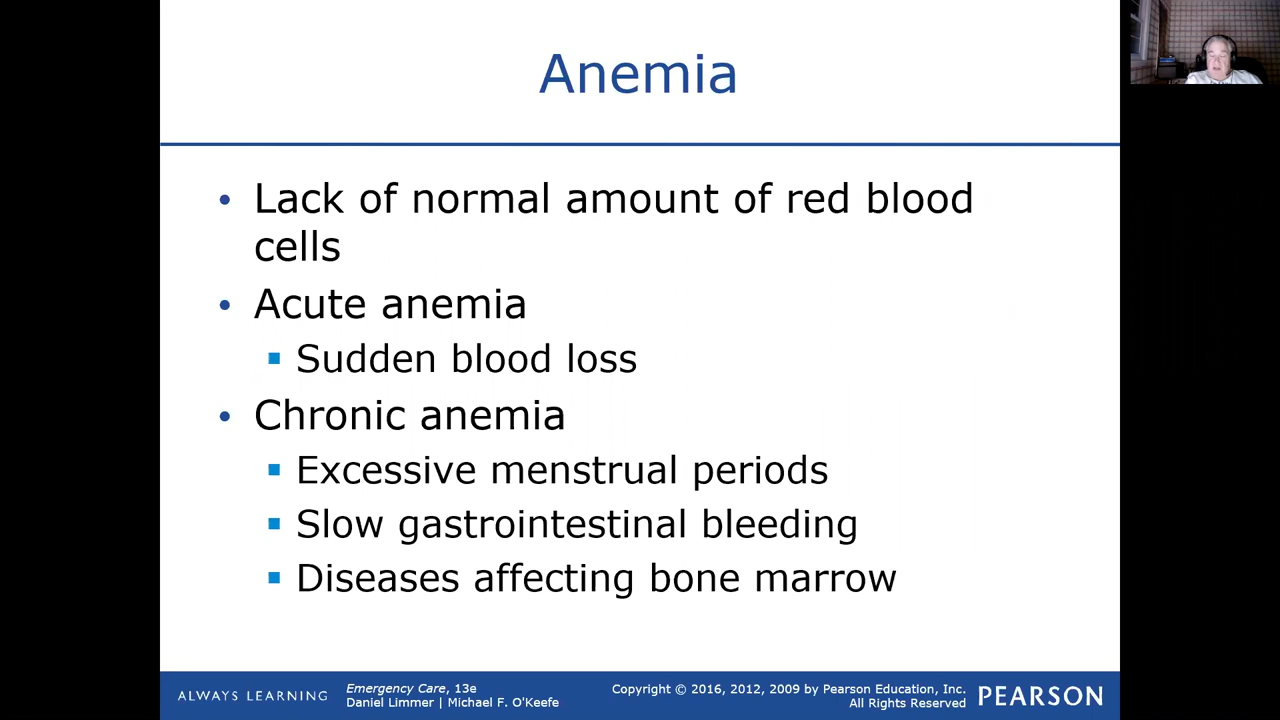 Anemia
• Lack of normal amount of red blood
cells
• Acute anemia
▪ Sudden blood loss
• Chronic anemia
▪ Excessive menstrual periods
▪ Slow gastrointestinal bleeding
▪ Diseases affecting bone marrow
ALWAYS LEARNING
Emergency Care, 13e
Daniel Limmer | Michael F. O'Keefe
Copyright © 2016, 2012, 2009 by Pearson Education, Inc.
All Rights Reserved
PEARSON